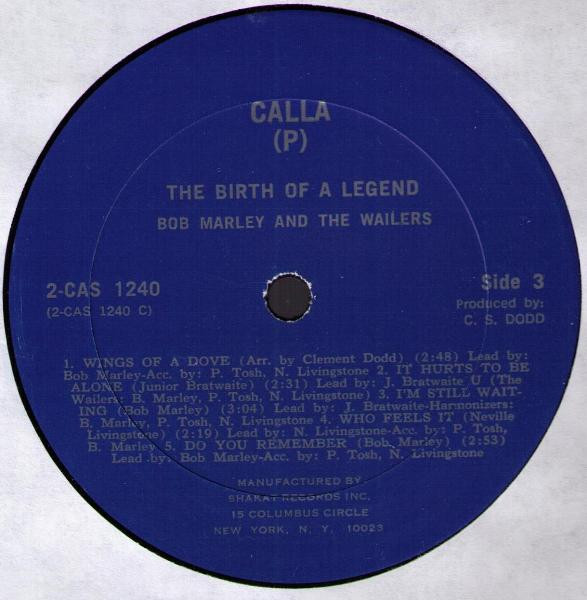 CALLA
(P)
THE BIRTH OF A LEGEND
BOB MARLEY AND THE WAILERS
2-CAS 1240
(2-CAS 1240 C)
Side 3
Produced by:
C. S. DODD
1. WINGS OF A DOVE (Arr. by Clement Dodd) (2:48) Lead by:
Bob Marley-Acc. by: P. Tosh, N. Livingstone 2. IT HURTS TO BE
ALONE (Junior Bratwaite) (2:31) Lead by: J. Bratwaite U (The
Wailers: B. Marley, P. Tosh, N. Livingstone) 3. I'M STILL WAIT-
ING (Bob Marley) (3:04) Lead by: J. Bratwaite-Harmonizers:
B. Marley, P. Tosh, N. Livingstone 4. WHO FEELS IT (Neville
Livingstone) (2:19) Lead by: N. Livingstone-Acc. by: P. Tosh,
B. Marley 5. DO YOU REMEMBER (Bob Marley) (2:53)
Lead by: Bob Marley-Acc. by: P. Tosh, N. Livingstone
MANUFACTURED BY
SHAKAT RECORDS INC.
15 COLUMBUS CIRCLE
NEW YORK, N. Y. 10023